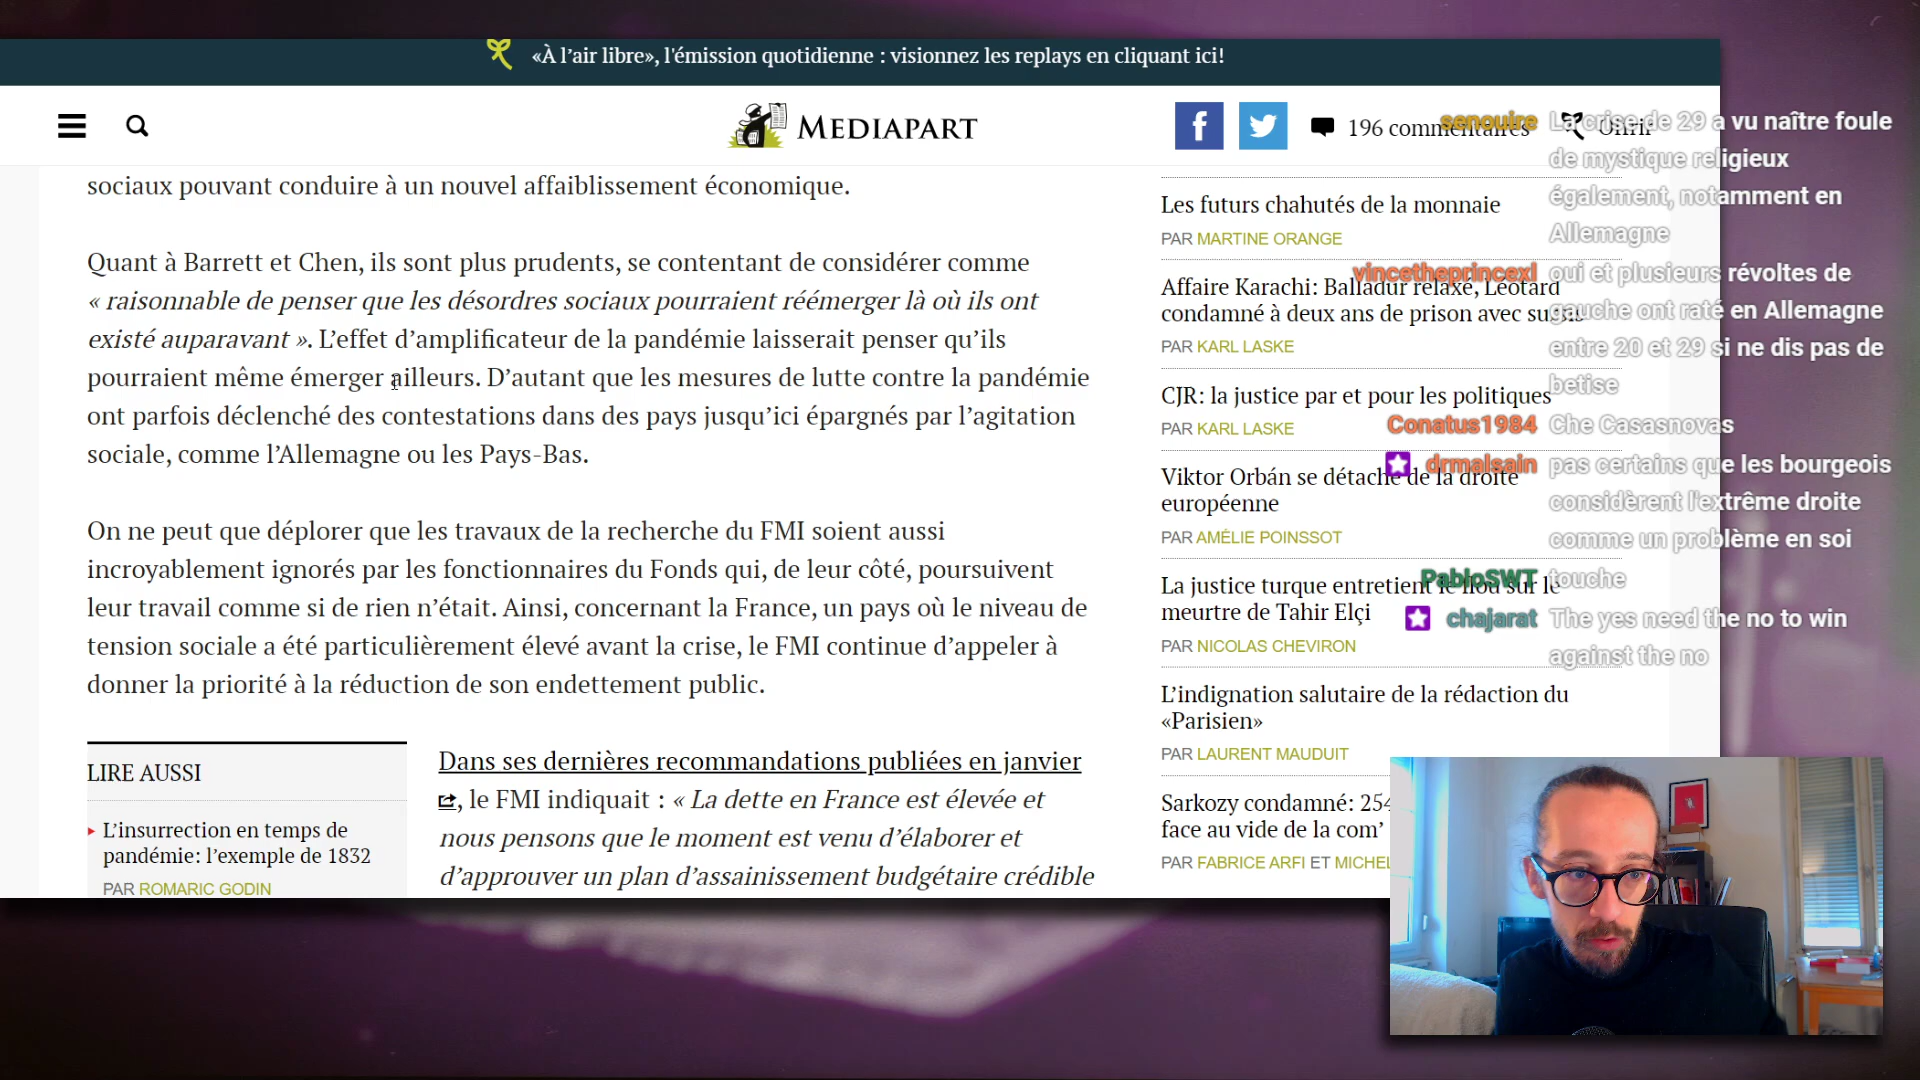 «À l’air libre», l'émission quotidienne : visionnez les replays en cliquant ici!
MEDIAPART
196 commentaires
Offrir
sociaux pouvant conduire à un nouvel affaiblissement économique.
Quant à Barrett et Chen, ils sont plus prudents, se contentant de considérer comme
« raisonnable de penser que les désordres sociaux pourraient réémerger là où ils ont
existé auparavant ». L’effet d’amplificateur de la pandémie laisserait penser qu’ils
pourraient même émerger ailleurs. D’autant que les mesures de lutte contre la pandémie
ont parfois déclenché des contestations dans des pays jusqu’ici épargnés par l’agitation
sociale, comme l’Allemagne ou les Pays-Bas.
On ne peut que déplorer que les travaux de la recherche du FMI soient aussi
incroyablement ignorés par les fonctionnaires du Fonds qui, de leur côté, poursuivent
leur travail comme si de rien n’était. Ainsi, concernant la France, un pays où le niveau de
tension sociale a été particulièrement élevé avant la crise, le FMI continue d’appeler à
donner la priorité à la réduction de son endettement public.
LIRE AUSSI
L’insurrection en temps de
pandémie: l’exemple de 1832
PAR ROMARIC GODIN
Dans ses dernières recommandations publiées en janvier
, le FMI indiquait : « La dette en France est élevée et
nous pensons que le moment est venu d’élaborer et
d’approuver un plan d’assainissement budgétaire crédible
Les futurs chahutés de la monnaie
PAR MARTINE ORANGE
Affaire Karachi: Balladur relaxé, Léotard
condamné à deux ans de prison avec sursis
PAR KARL LASKE
CJR: la justice par et pour les politiques
PAR KARL LASKE
Viktor Orbán se détache de la droite
européenne
PAR AMÉLIE POINSSOT
La justice turque entretient le flou sur le
meurtre de Tahir Elçi
PAR NICOLAS CHEVIRON
L’indignation salutaire de la rédaction du
«Parisien»
PAR LAURENT MAUDUIT
Sarkozy condamné: 254
face au vide de la com’
PAR FABRICE ARFI ET MICHEL
senouire La crise de 29 a vu naître foule
de mystique religieux
également, notamment en
Allemagne
vincetheprincexl oui et plusieurs révoltes de
gauche ont raté en Allemagne
entre 20 et 29 si ne dis pas de
betise
Conatus1984 Che Casasnovas
drmalsain pas certains que les bourgeois
considèrent l'extrême droite
comme un problème en soi
PabloSWT touche
chajarat The yes need the no to win
against the no